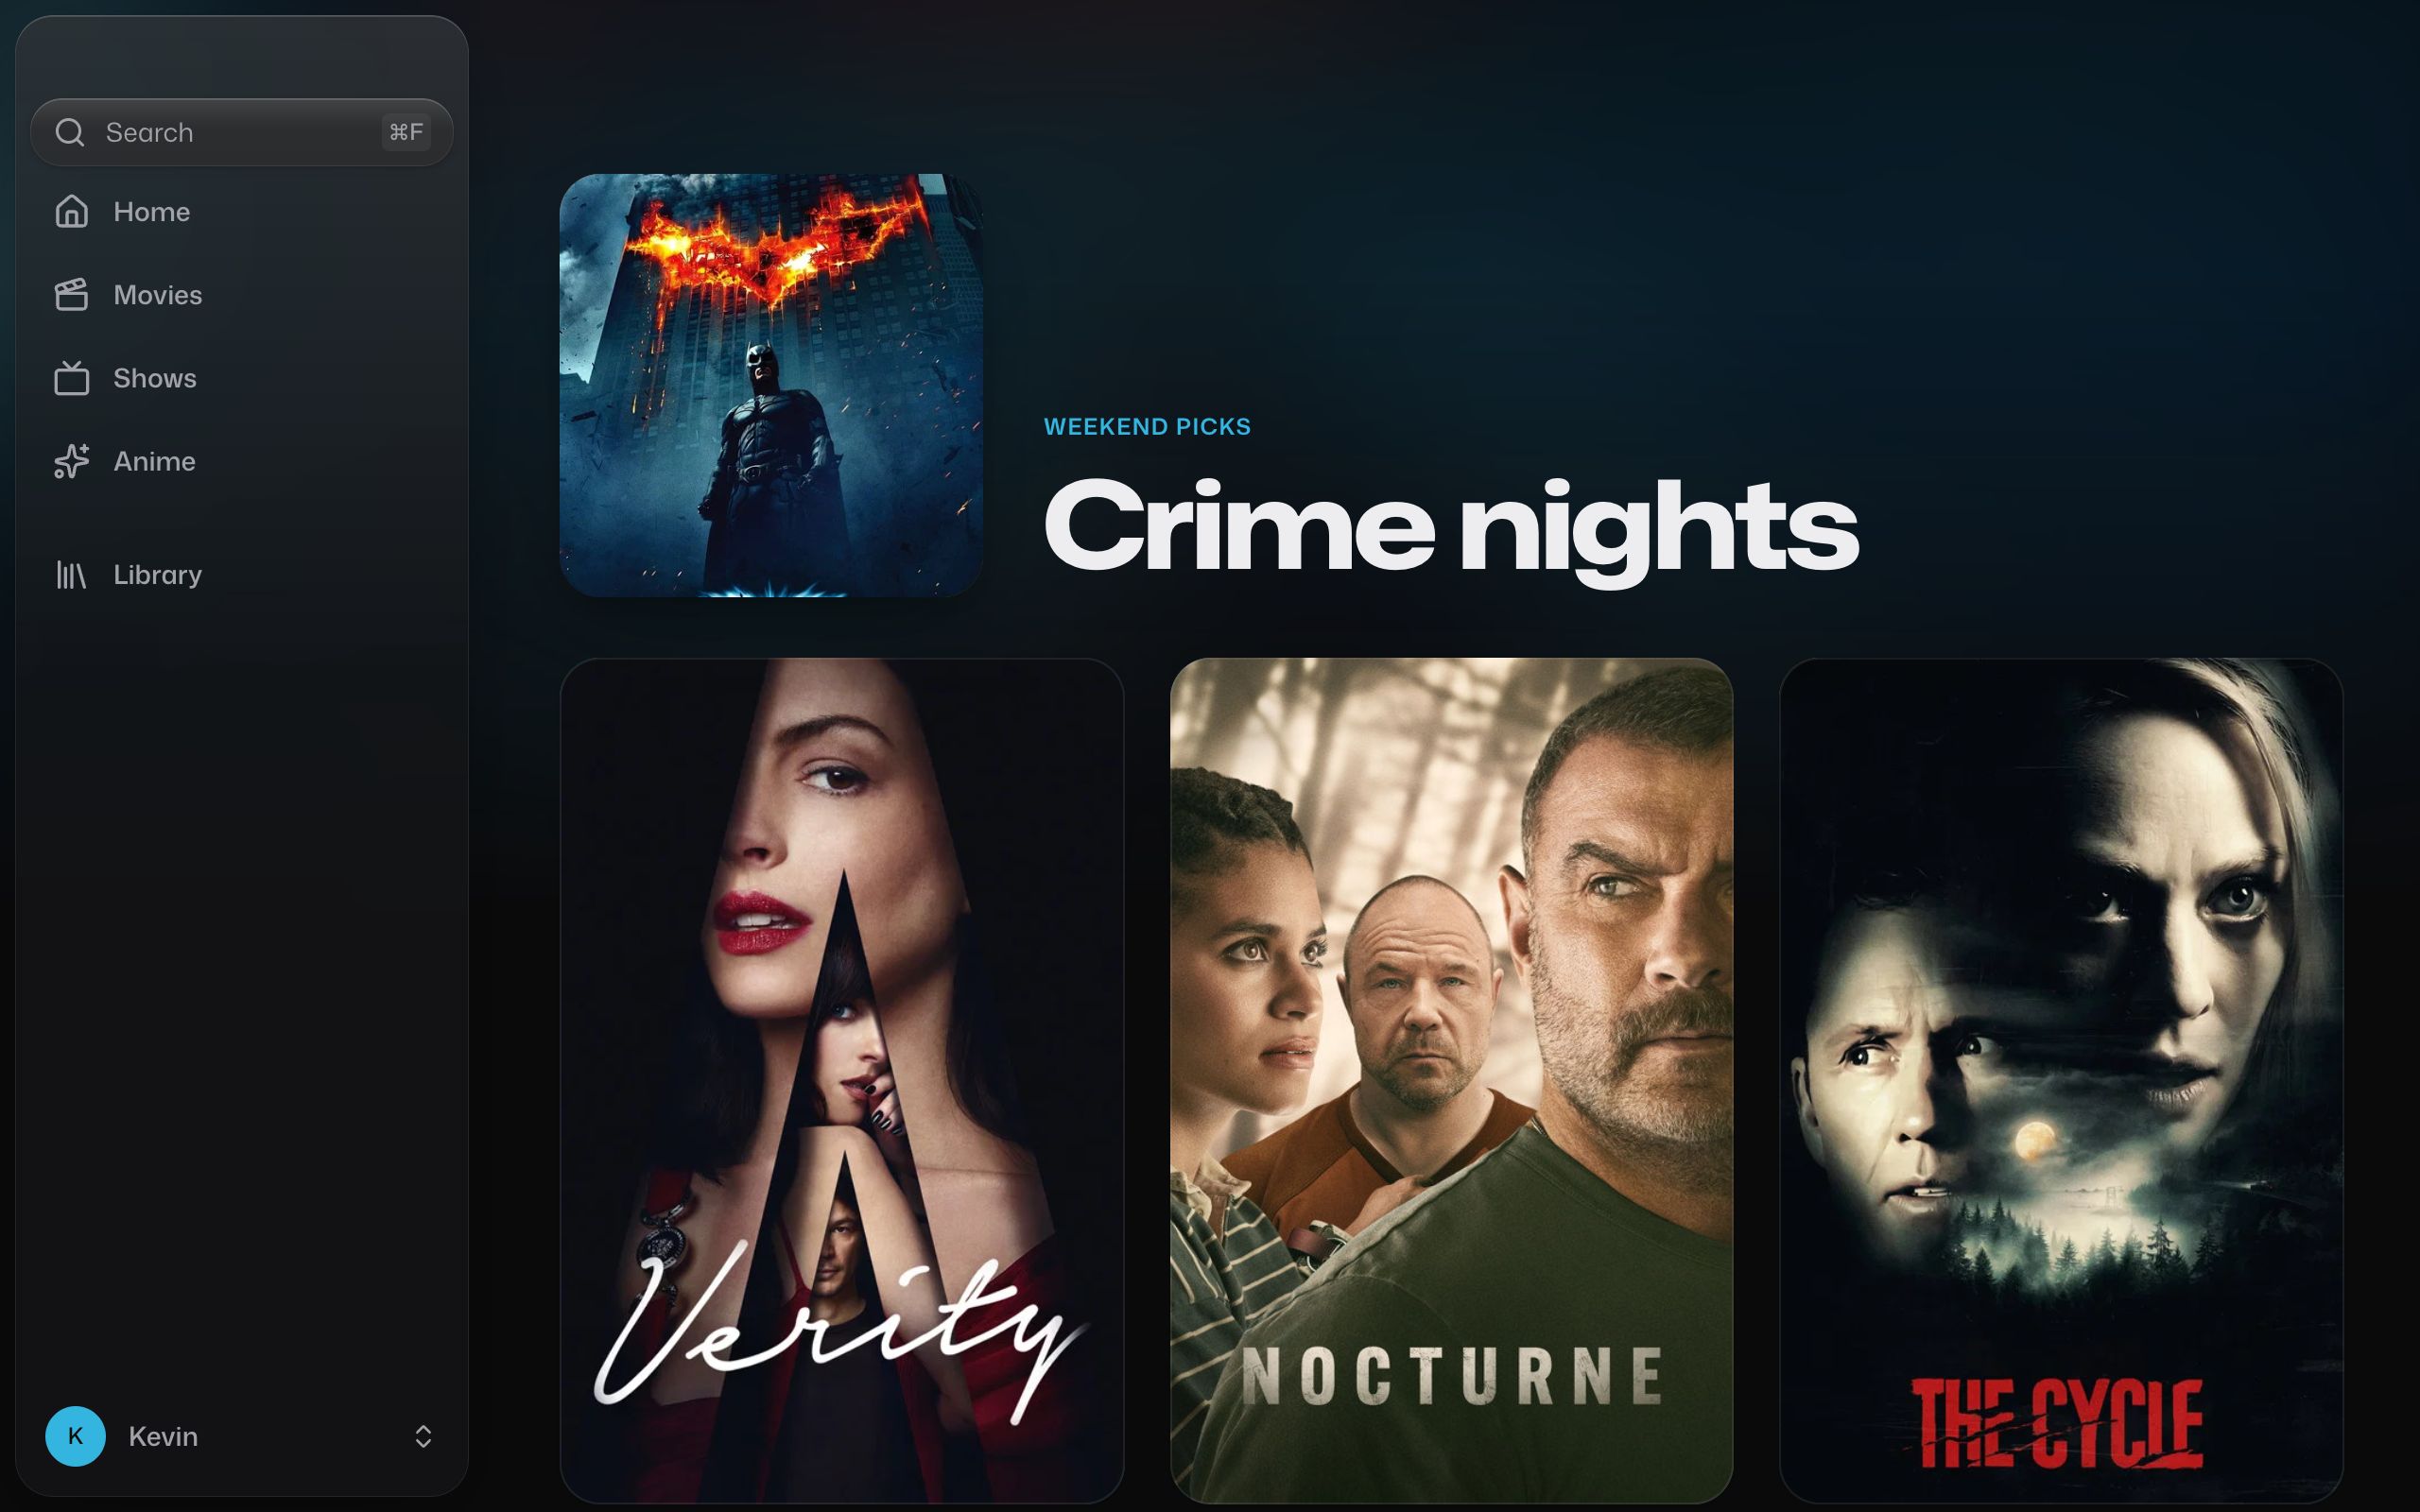 Search ⌘F
Home
Movies
Shows
Anime
Library
Kevin
K
WEEKEND PICKS
Crime nights
Verity
NOCTURNE
THE CYCLE